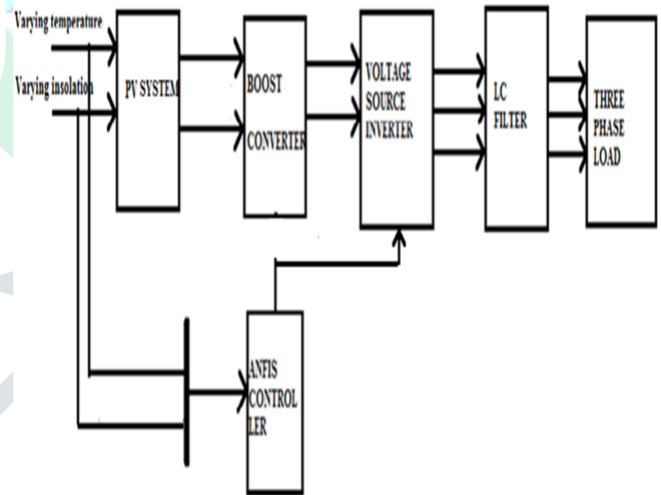 Varying temperature
Varying insolation
PV SYSTEM
BOOST
CONVERTER
VOLTAGE
SOURCE
INVERTER
LC
FILTER
THREE
PHASE
LOAD
ANFIS
CONTROL
LER